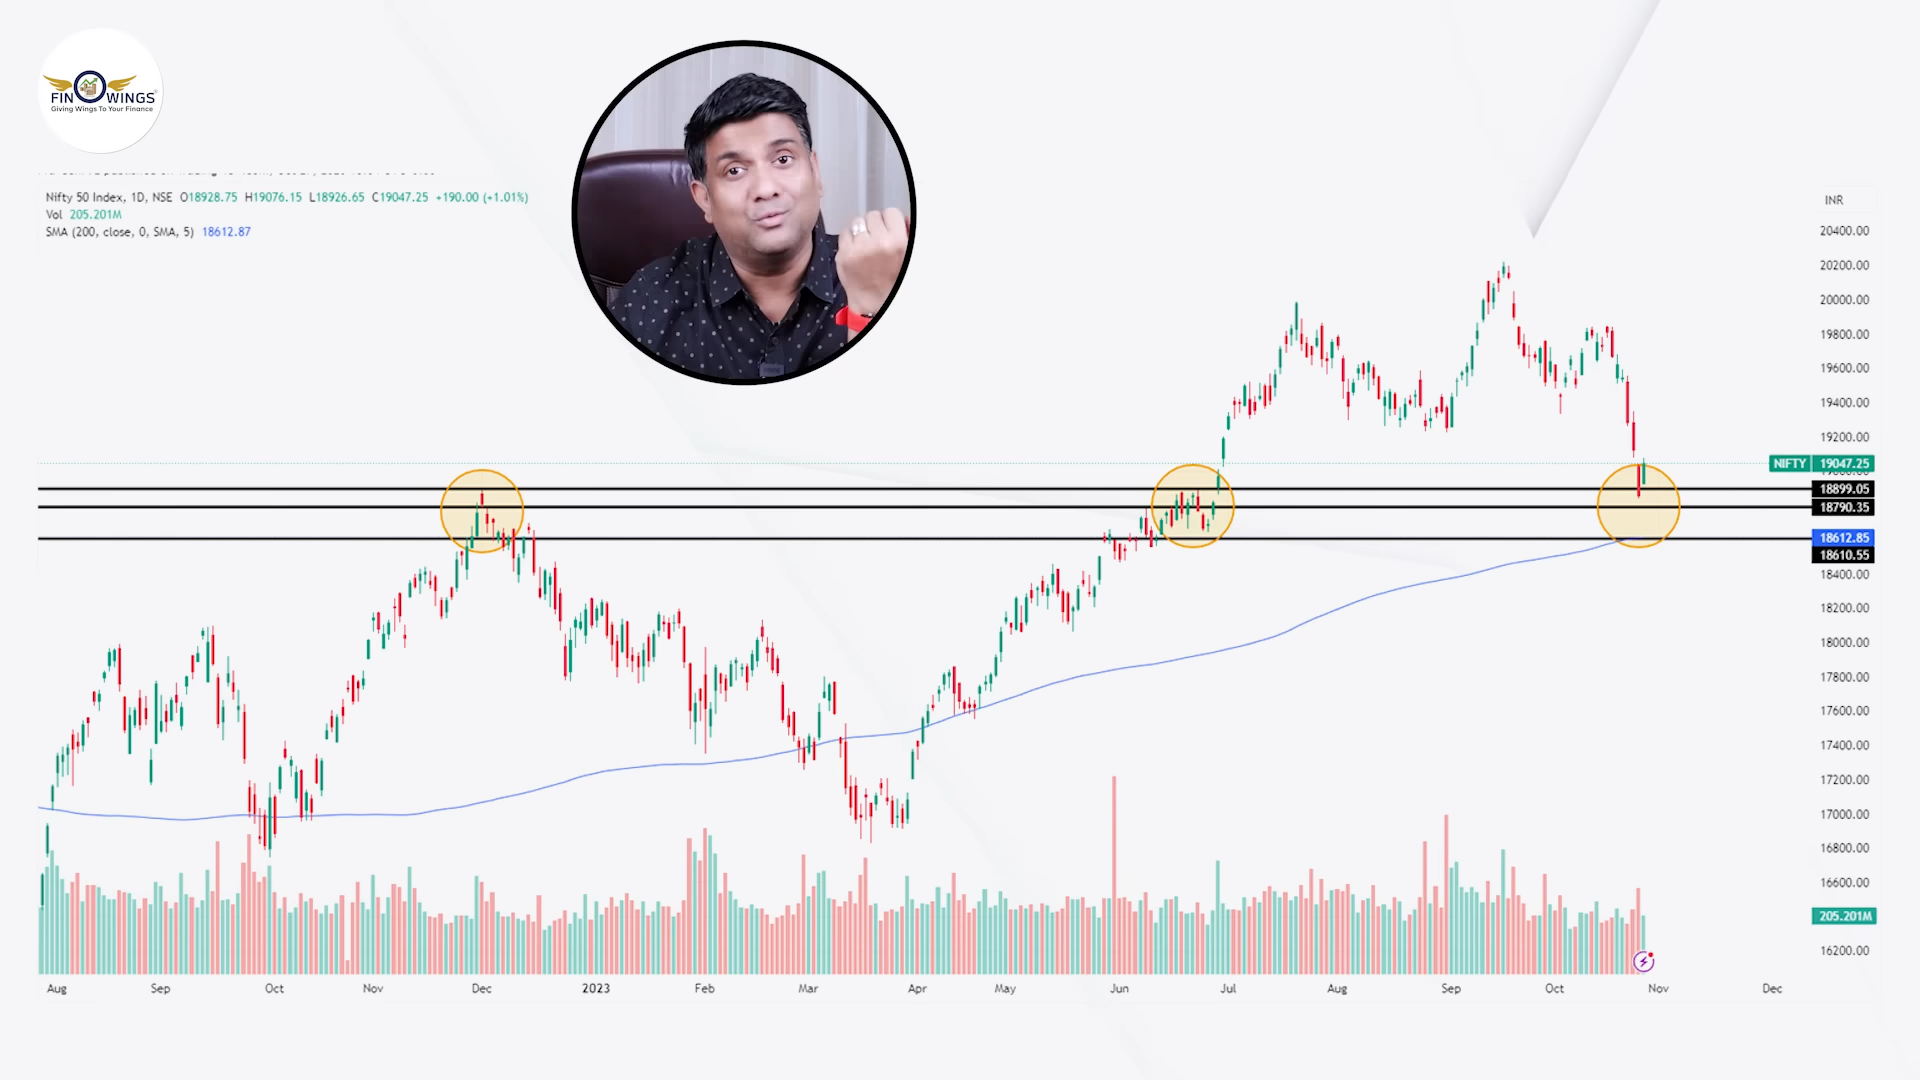 FINOWINGS
Giving Wings To Your Finance
Nifty 50 Index, 1D, NSE O18928.75 H19076.15 L18926.65 C19047.25 +190.00 (+1.01%)
Vol 205.201M
SMA (200, close, 0, SMA, 5) 18612.87
INR
20400.00
20200.00
20000.00
19800.00
19600.00
19400.00
19200.00
NIFTY 19047.25
18899.05
18790.35
18612.85
18610.55
18400.00
18200.00
18000.00
17800.00
17600.00
17400.00
17200.00
17000.00
16800.00
16600.00
205.201M
16200.00
Aug Sep Oct Nov Dec 2023 Feb Mar Apr May Jun Jul Aug Sep Oct Nov Dec